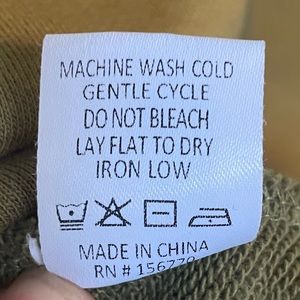 MACHINE WASH COLD
GENTLE CYCLE
DO NOT BLEACH
LAY FLAT TO DRY
IRON LOW
MADE IN CHINA
RN #